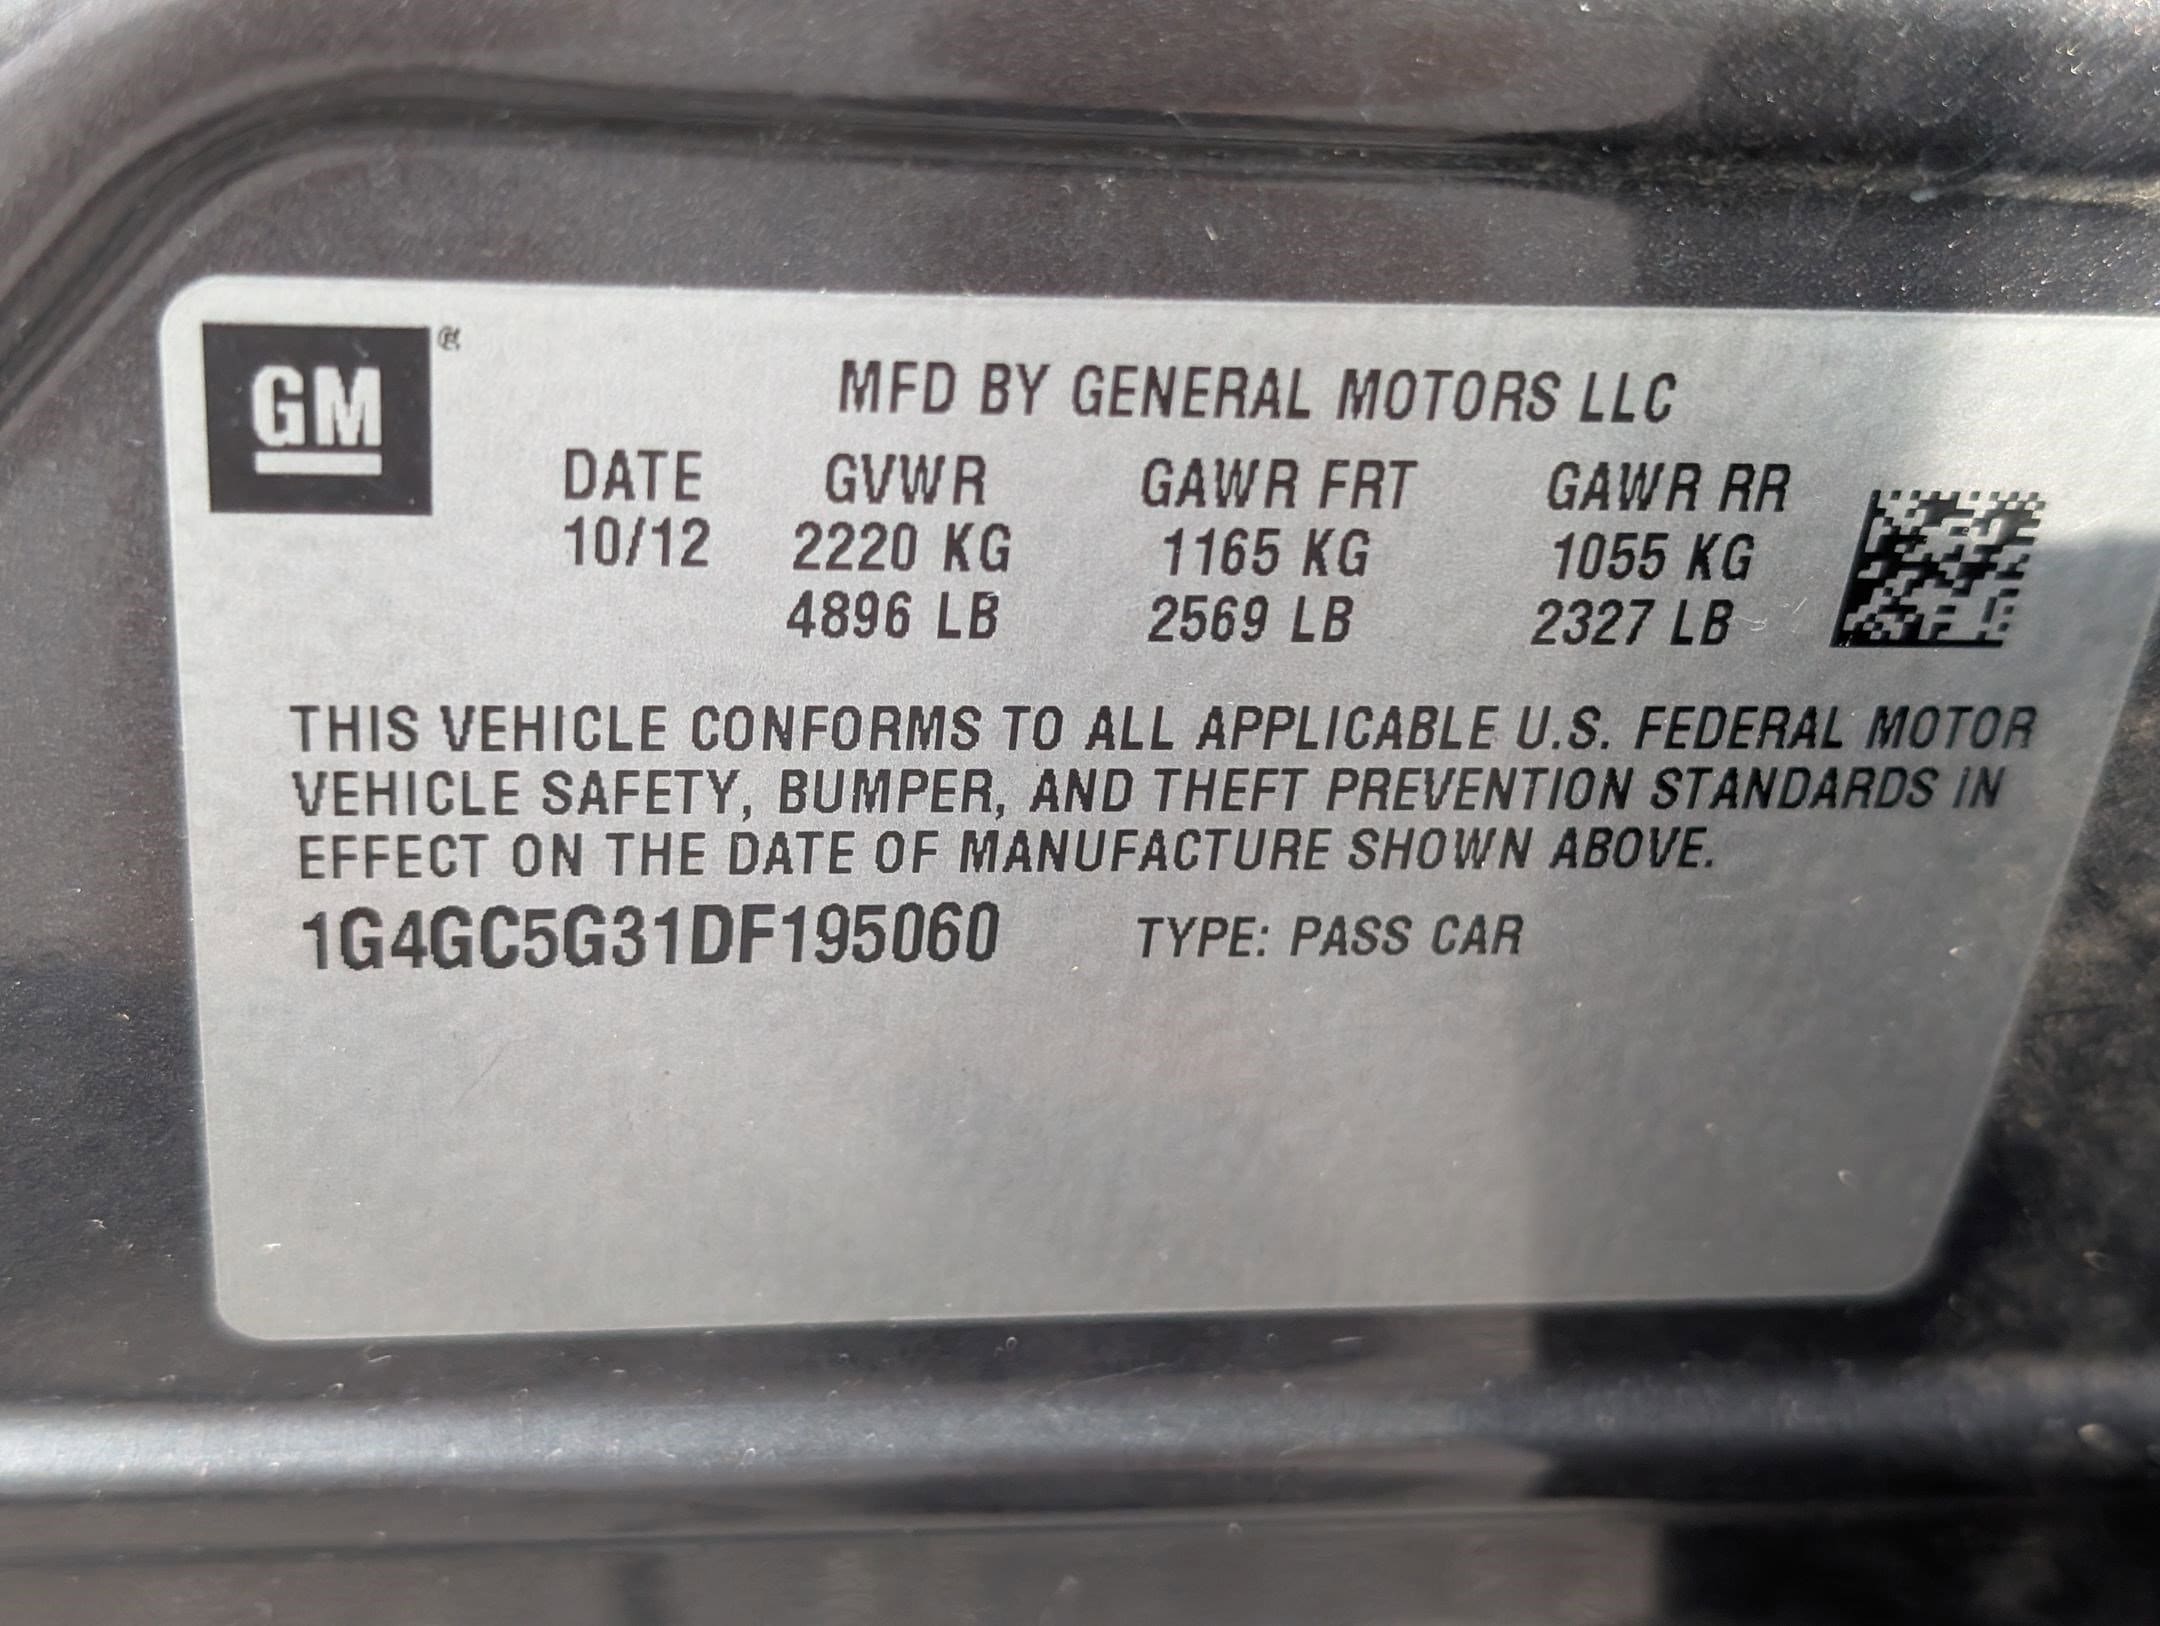 GM ®
MFD BY GENERAL MOTORS LLC
DATE GVWR GAWR FRT GAWR RR
10/12 2220 KG 1165 KG 1055 KG
4896 LB 2569 LB 2327 LB
THIS VEHICLE CONFORMS TO ALL APPLICABLE U.S. FEDERAL MOTOR
VEHICLE SAFETY, BUMPER, AND THEFT PREVENTION STANDARDS IN
EFFECT ON THE DATE OF MANUFACTURE SHOWN ABOVE.
1G4GC5G31DF195060 TYPE: PASS CAR